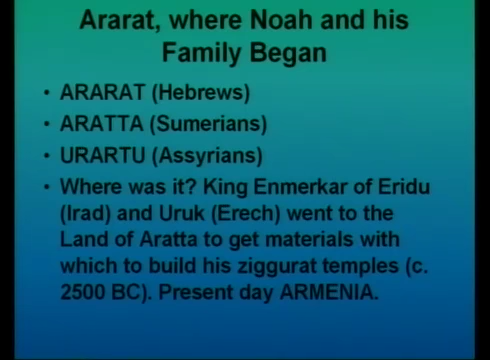 Ararat, where Noah and his
Family Began
• ARARAT (Hebrews)
• ARATTA (Sumerians)
• URARTU (Assyrians)
• Where was it? King Enmerkar of Eridu
(Irad) and Uruk (Erech) went to the
Land of Aratta to get materials with
which to build his ziggurat temples (c.
2500 BC). Present day ARMENIA.